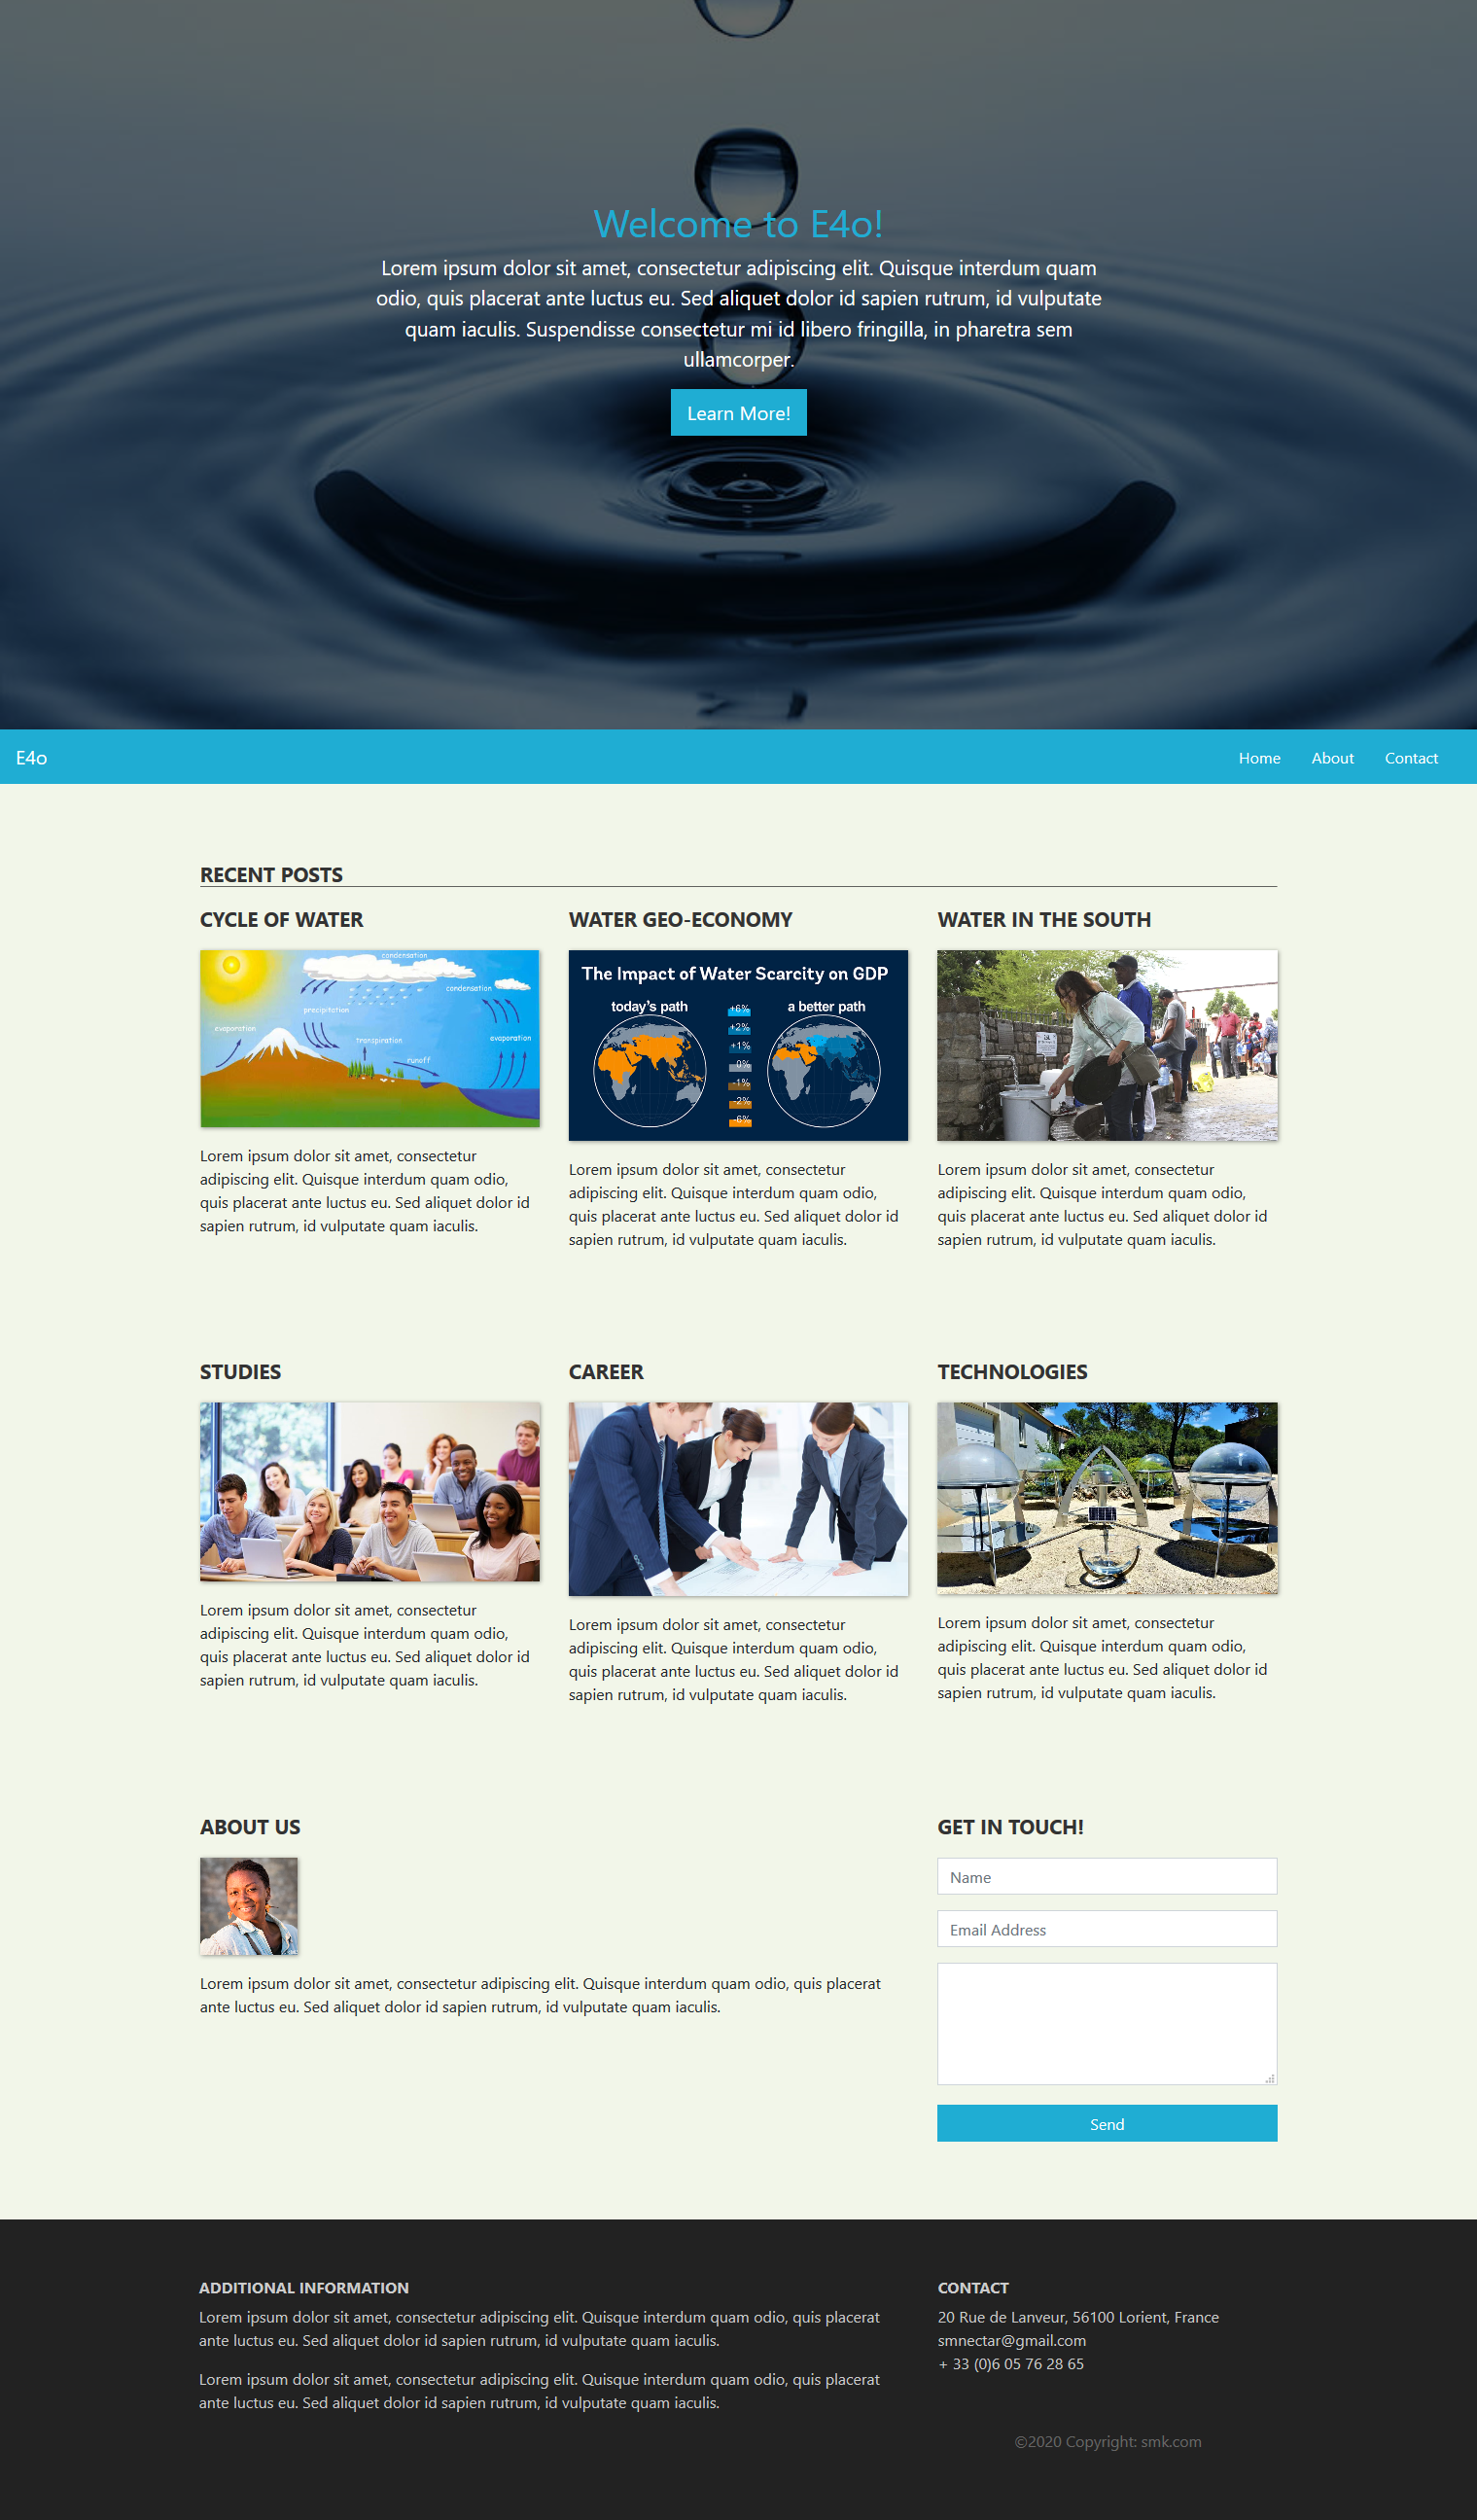 Welcome to E4o!
Lorem ipsum dolor sit amet, consectetur adipiscing elit. Quisque interdum quam
odio, quis placerat ante luctus eu. Sed aliquet dolor id sapien rutrum, id vulputate
quam iaculis. Suspendisse consectetur mi id libero fringilla, in pharetra sem
ullamcorper.
Learn More!
E4o
Home
About
Contact
RECENT POSTS
CYCLE OF WATER
condensation
condensation
precipitation
evaporation
transpiration
evaporation
runoff
Lorem ipsum dolor sit amet, consectetur
adipiscing elit. Quisque interdum quam odio,
quis placerat ante luctus eu. Sed aliquet dolor id
sapien rutrum, id vulputate quam iaculis.
WATER GEO-ECONOMY
The Impact of Water Scarcity on GDP
today's path
a better path
+6%
+2%
+1%
0%
-1%
-2%
-6%
Lorem ipsum dolor sit amet, consectetur
adipiscing elit. Quisque interdum quam odio,
quis placerat ante luctus eu. Sed aliquet dolor id
sapien rutrum, id vulputate quam iaculis.
WATER IN THE SOUTH
Lorem ipsum dolor sit amet, consectetur
adipiscing elit. Quisque interdum quam odio,
quis placerat ante luctus eu. Sed aliquet dolor id
sapien rutrum, id vulputate quam iaculis.
STUDIES
Lorem ipsum dolor sit amet, consectetur
adipiscing elit. Quisque interdum quam odio,
quis placerat ante luctus eu. Sed aliquet dolor id
sapien rutrum, id vulputate quam iaculis.
CAREER
Lorem ipsum dolor sit amet, consectetur
adipiscing elit. Quisque interdum quam odio,
quis placerat ante luctus eu. Sed aliquet dolor id
sapien rutrum, id vulputate quam iaculis.
TECHNOLOGIES
Lorem ipsum dolor sit amet, consectetur
adipiscing elit. Quisque interdum quam odio,
quis placerat ante luctus eu. Sed aliquet dolor id
sapien rutrum, id vulputate quam iaculis.
ABOUT US
Lorem ipsum dolor sit amet, consectetur adipiscing elit. Quisque interdum quam odio, quis placerat
ante luctus eu. Sed aliquet dolor id sapien rutrum, id vulputate quam iaculis.
GET IN TOUCH!
Name
Email Address
Send
ADDITIONAL INFORMATION
Lorem ipsum dolor sit amet, consectetur adipiscing elit. Quisque interdum quam odio, quis placerat
ante luctus eu. Sed aliquet dolor id sapien rutrum, id vulputate quam iaculis.
Lorem ipsum dolor sit amet, consectetur adipiscing elit. Quisque interdum quam odio, quis placerat
ante luctus eu. Sed aliquet dolor id sapien rutrum, id vulputate quam iaculis.
CONTACT
20 Rue de Lanveur, 56100 Lorient, France
smnectar@gmail.com
+ 33 (0)6 05 76 28 65
©2020 Copyright: smk.com